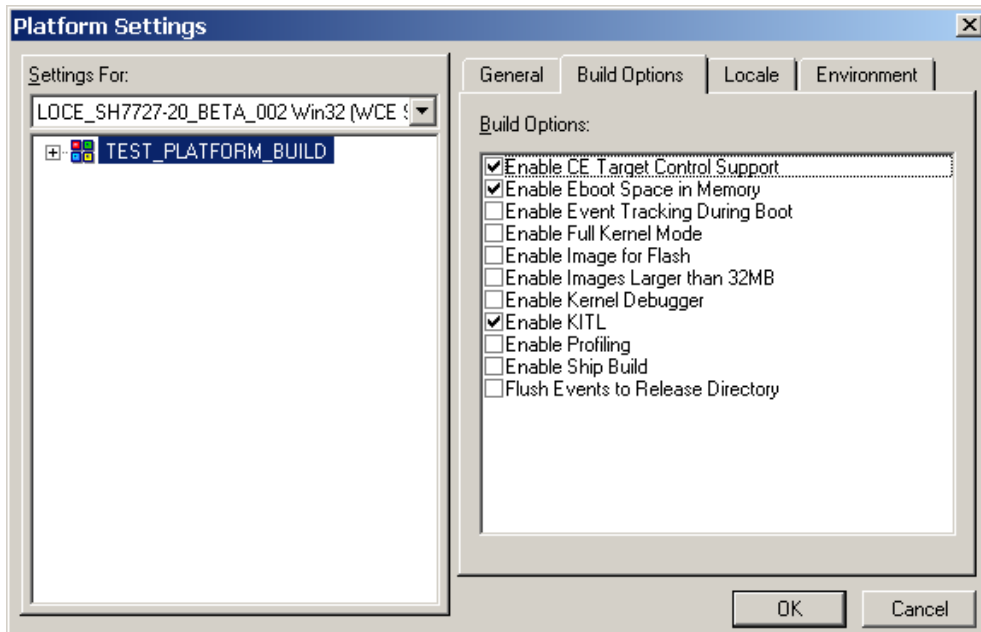 Platform Settings
Settings For:
LOCE_SH7727-20_BETA_002 Win32 (WCE S
TEST_PLATFORM_BUILD
General
Build Options
Locale
Environment
Build Options:
Enable CE Target Control Support
Enable Eboot Space in Memory
Enable Event Tracking During Boot
Enable Full Kernel Mode
Enable Image for Flash
Enable Images Larger than 32MB
Enable Kernel Debugger
Enable KITL
Enable Profiling
Enable Ship Build
Flush Events to Release Directory
OK
Cancel